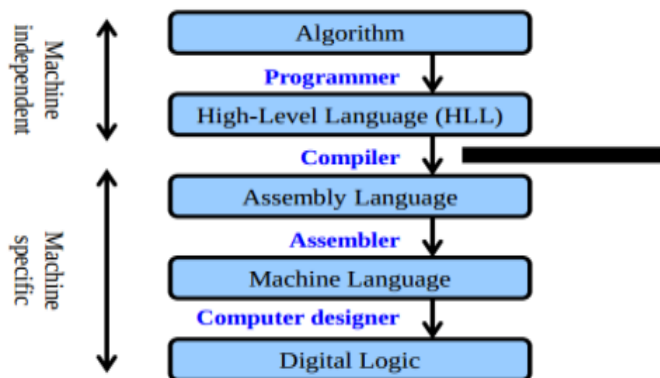 Algorithm
Machine
independent
Programmer
High-Level Language (HLL)
Compiler
Assembly Language
Assembler
Machine
specific
Machine Language
Computer designer
Digital Logic